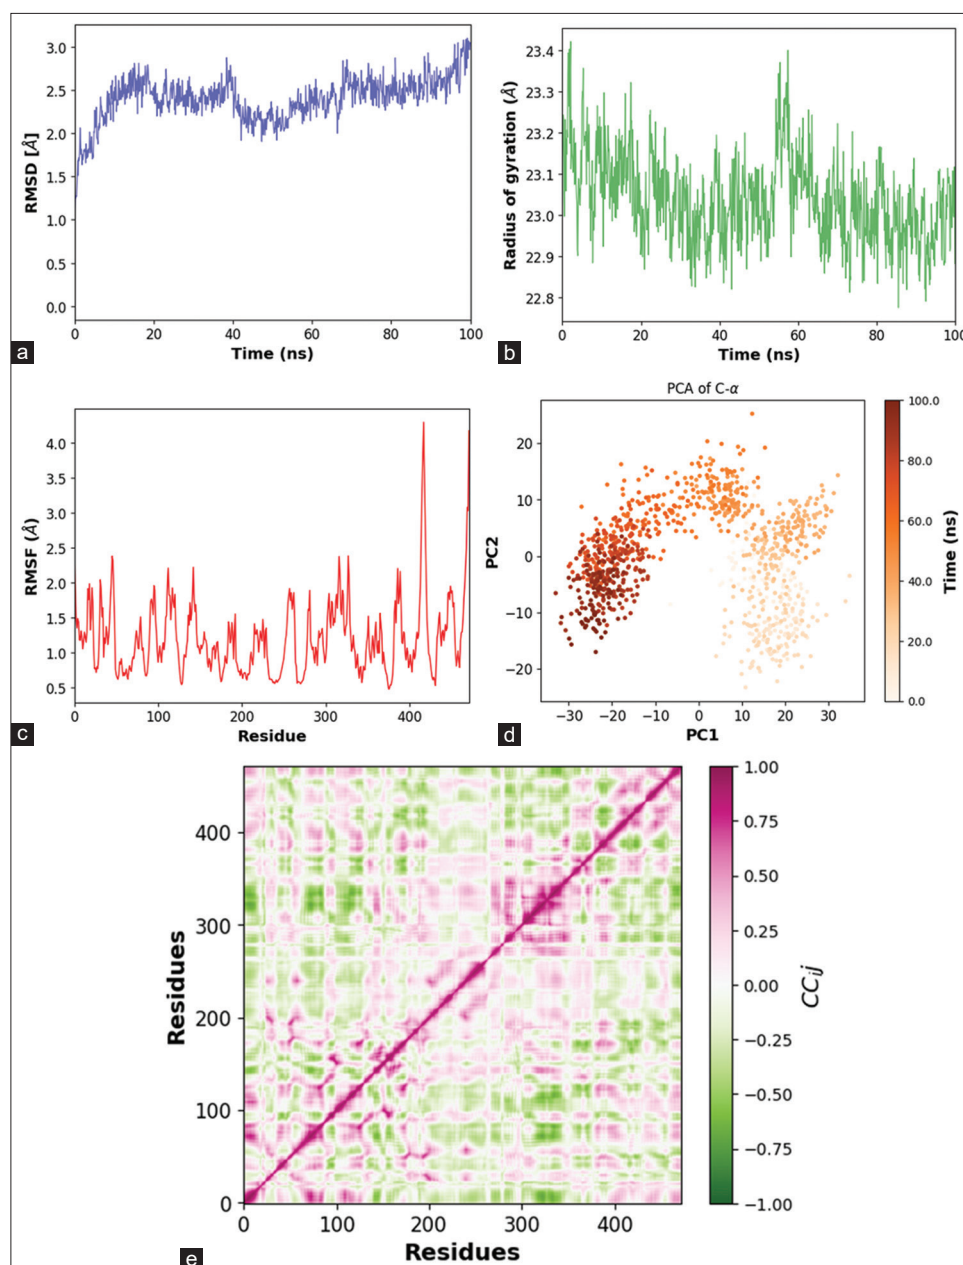 3.0
2.5
2.0
1.5
1.0
0.5
0.0
RMSD [Å]
0 20 40 60 80 100
Time (ns)
a
23.4
23.3
23.2
23.1
23.0
22.9
22.8
Radius of gyration (Å)
0 20 40 60 80 100
Time (ns)
b
4.0
3.5
3.0
2.5
2.0
1.5
1.0
0.5
RMSF (Å)
0 100 200 300 400
Residue
c
PCA of C-α
20
10
0
−10
−20
PC2
−30 −20 −10 0 10 20 30
PC1
100.0
80.0
60.0
40.0
20.0
0.0
Time (ns)
d
400
300
200
100
0
Residues
0 100 200 300 400
Residues
1.00
0.75
0.50
0.25
0.00
−0.25
−0.50
−0.75
−1.00
CCij
e